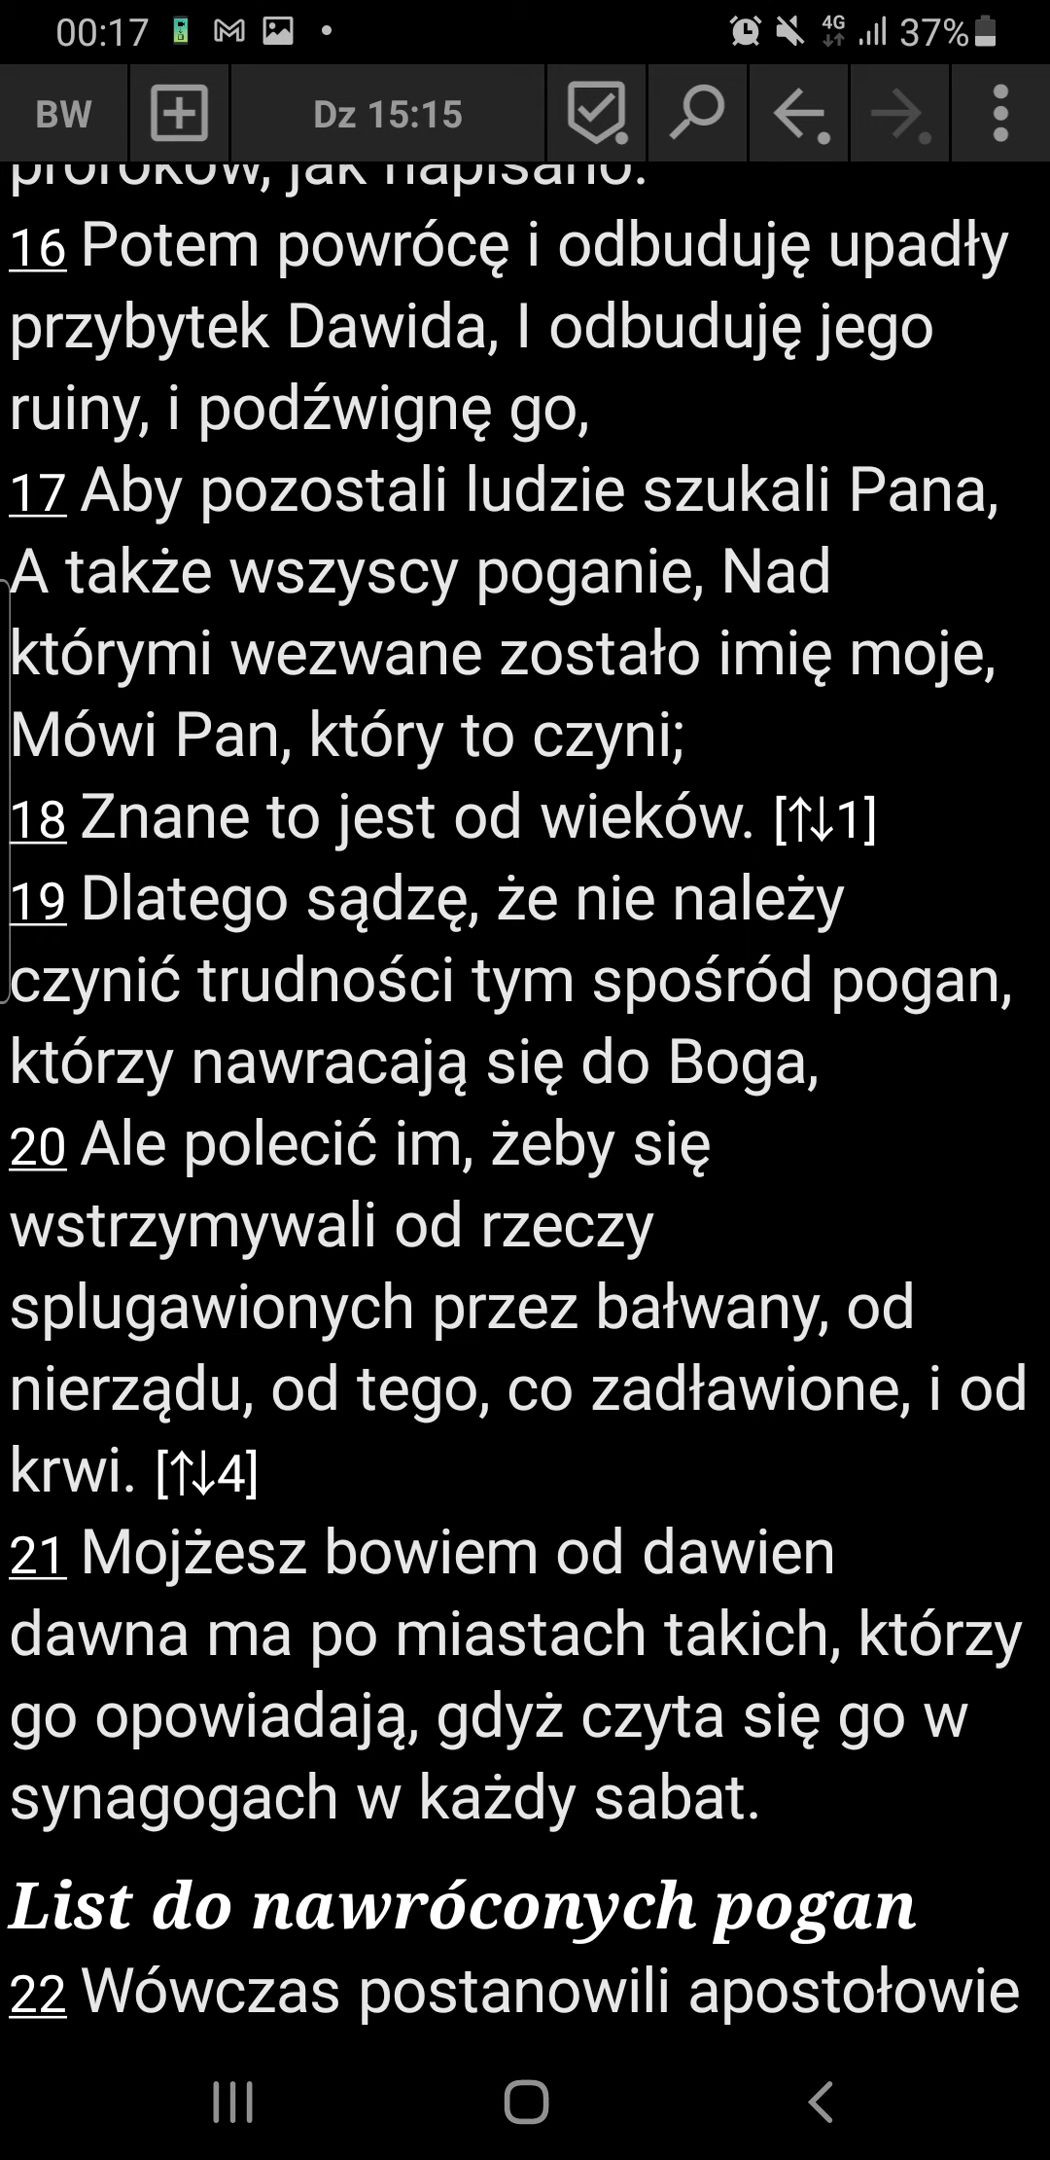 00:17 4G 37%
BW Dz 15:15
proroków, jak napisano:
16 Potem powrócę i odbuduję upadły
przybytek Dawida, I odbuduję jego
ruiny, i podźwignę go,
17 Aby pozostali ludzie szukali Pana,
A także wszyscy poganie, Nad
którymi wezwane zostało imię moje,
Mówi Pan, który to czyni;
18 Znane to jest od wieków. [↑↓1]
19 Dlatego sądzę, że nie należy
czynić trudności tym spośród pogan,
którzy nawracają się do Boga,
20 Ale polecić im, żeby się
wstrzymywali od rzeczy
splugawionych przez bałwany, od
nierządu, od tego, co zadławione, i od
krwi. [↑↓4]
21 Mojżesz bowiem od dawien
dawna ma po miastach takich, którzy
go opowiadają, gdyż czyta się go w
synagogach w każdy sabat.
List do nawróconych pogan
22 Wówczas postanowili apostołowie